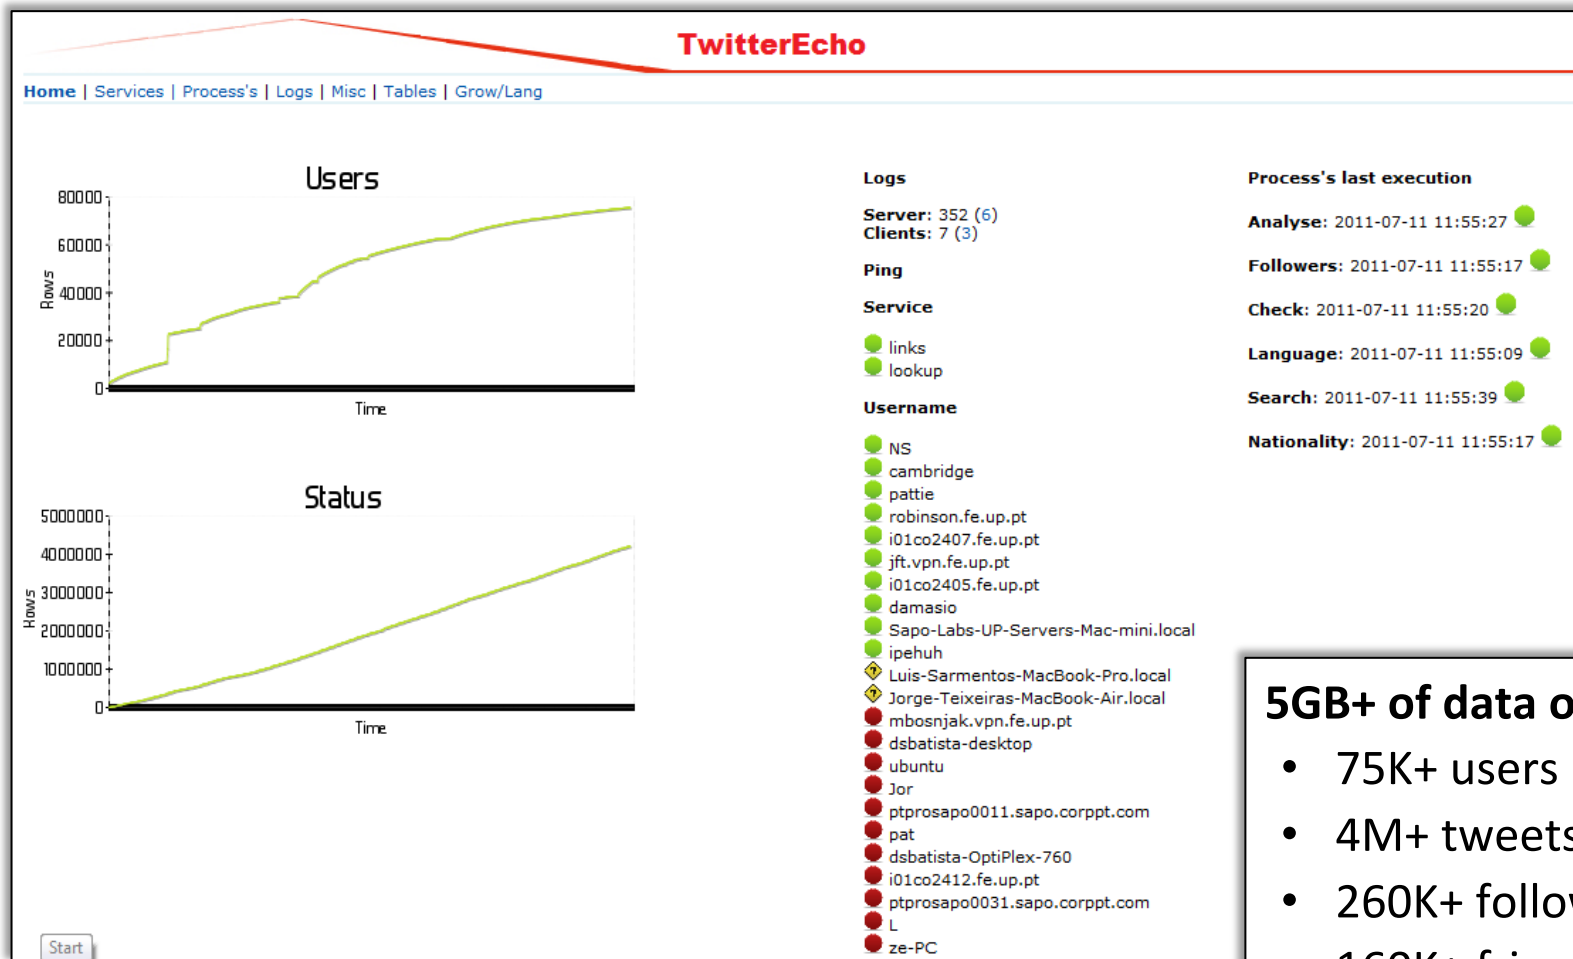 TwitterEcho
Home | Services | Process's | Logs | Misc | Tables | Grow/Lang
Users
80000
60000
40000
20000
0
Rows
Time
Status
5000000
4000000
3000000
2000000
1000000
0
Rows
Time
Start
Logs
Server: 352 (6)
Clients: 7 (3)
Ping
Service
links
lookup
Username
NS
cambridge
pattie
robinson.fe.up.pt
i01co2407.fe.up.pt
jft.vpn.fe.up.pt
i01co2405.fe.up.pt
damasio
Sapo-Labs-UP-Servers-Mac-mini.local
ipehuh
Luis-Sarmentos-MacBook-Pro.local
Jorge-Teixeiras-MacBook-Air.local
mbosnjak.vpn.fe.up.pt
dsbatista-desktop
ubuntu
Jor
ptprosapo0011.sapo.corppt.com
pat
dsbatista-OptiPlex-760
i01co2412.fe.up.pt
ptprosapo0031.sapo.corppt.com
L
ze-PC
Process's last execution
Analyse: 2011-07-11 11:55:27
Followers: 2011-07-11 11:55:17
Check: 2011-07-11 11:55:20
Language: 2011-07-11 11:55:09
Search: 2011-07-11 11:55:39
Nationality: 2011-07-11 11:55:17
5GB+ of data
• 75K+ users
• 4M+ tweets
• 260K+